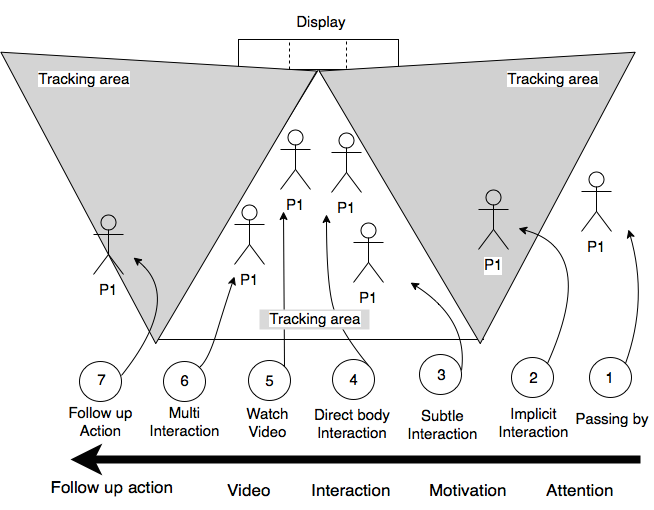 Display
Tracking area
Tracking area
P1
P1
P1
P1
P1
P1
P1
Tracking area
7
6
5
4
3
2
1
Follow up
Action
Multi
Interaction
Watch
Video
Direct body
Interaction
Subtle
Interaction
Implicit
Interaction
Passing by
Follow up action
Video
Interaction
Motivation
Attention